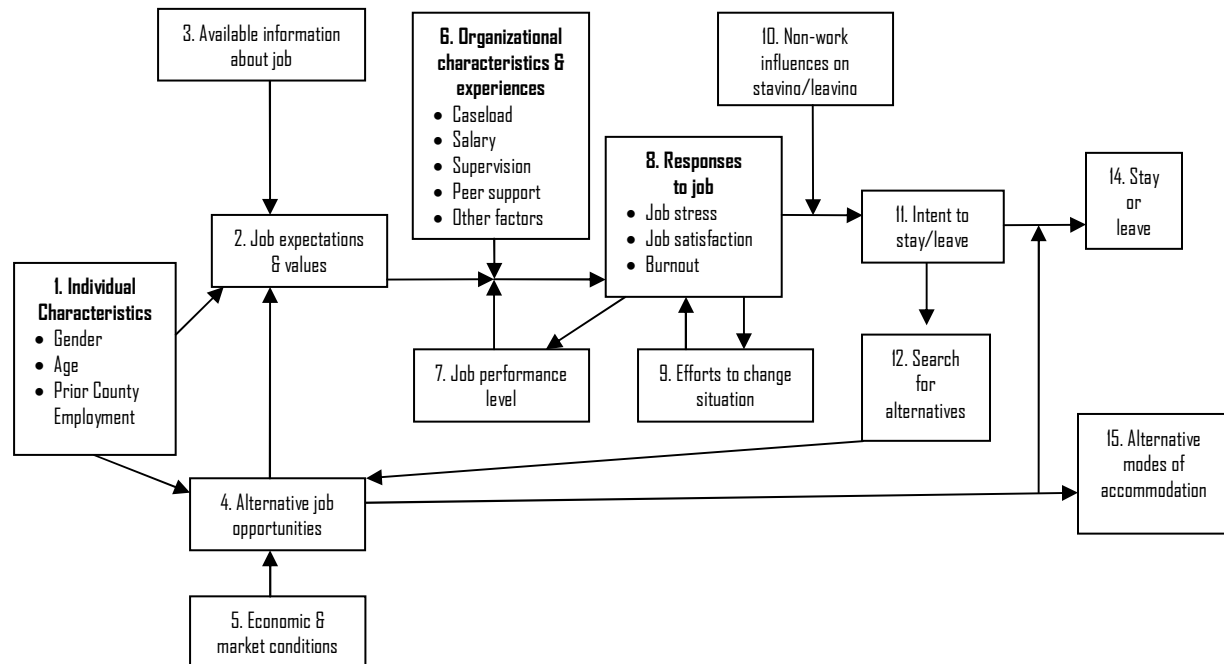 3. Available information
about job
6. Organizational
characteristics &
experiences
• Caseload
• Salary
• Supervision
• Peer support
• Other factors
10. Non-work
influences on
stavino/leavino
8. Responses
to job
• Job stress
• Job satisfaction
• Burnout
14. Stay
or
leave
11. Intent to
stay/leave
2. Job expectations
& values
1. Individual
Characteristics
• Gender
• Age
• Prior County
Employment
7. Job performance
level
9. Efforts to change
situation
12. Search
for
alternatives
15. Alternative
modes of
accommodation
4. Alternative job
opportunities
5. Economic &
market conditions